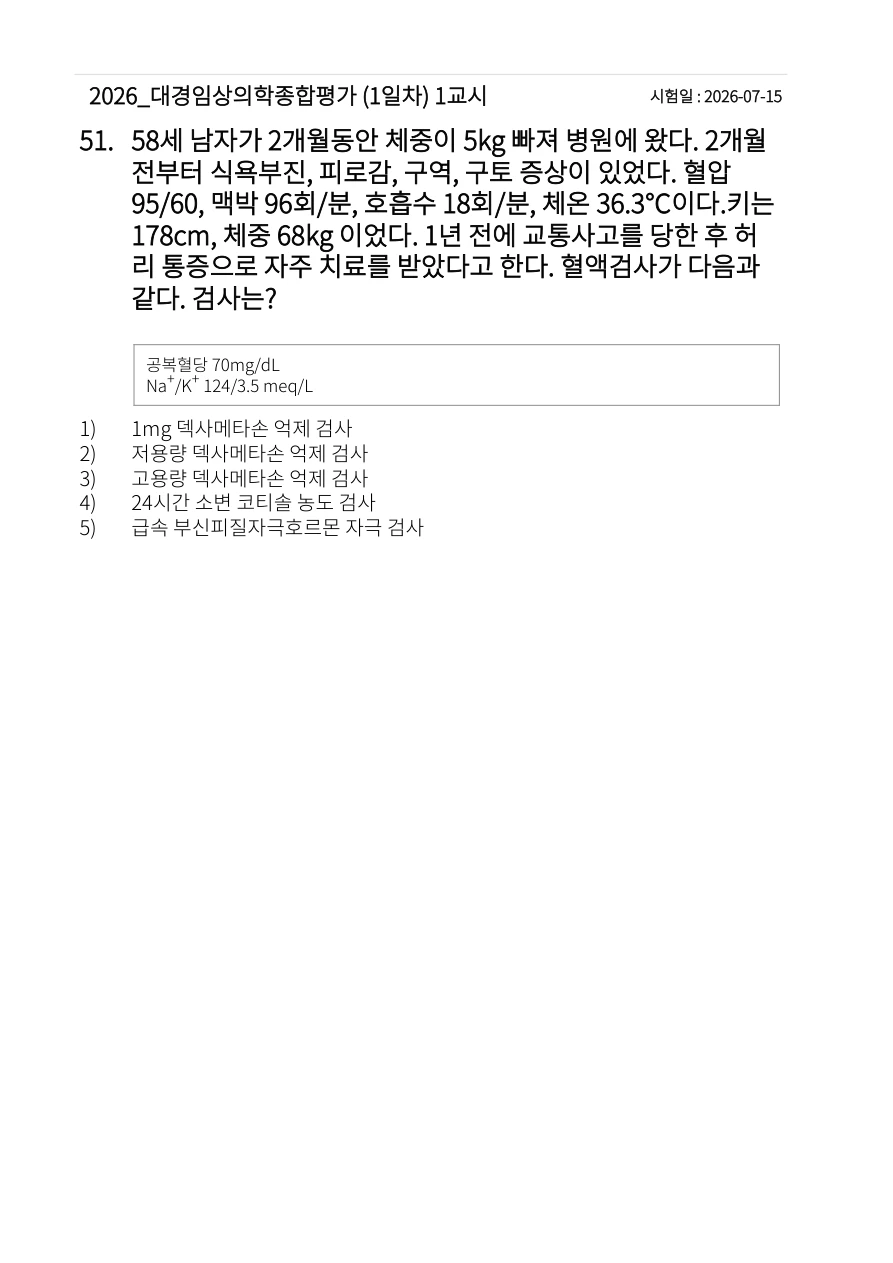 2026_대경임상의학종합평가 (1일차) 1교시 시험일 : 2026-07-15
51. 58세 남자가 2개월동안 체중이 5kg 빠져 병원에 왔다. 2개월
전부터 식욕부진, 피로감, 구역, 구토 증상이 있었다. 혈압
95/60, 맥박 96회/분, 호흡수 18회/분, 체온 36.3℃이다.키는
178cm, 체중 68kg 이었다. 1년 전에 교통사고를 당한 후 허
리 통증으로 자주 치료를 받았다고 한다. 혈액검사가 다음과
같다. 검사는?
공복혈당 70mg/dL
Na⁺/K⁺ 124/3.5 meq/L
1) 1mg 덱사메타손 억제 검사
2) 저용량 덱사메타손 억제 검사
3) 고용량 덱사메타손 억제 검사
4) 24시간 소변 코티솔 농도 검사
5) 급속 부신피질자극호르몬 자극 검사